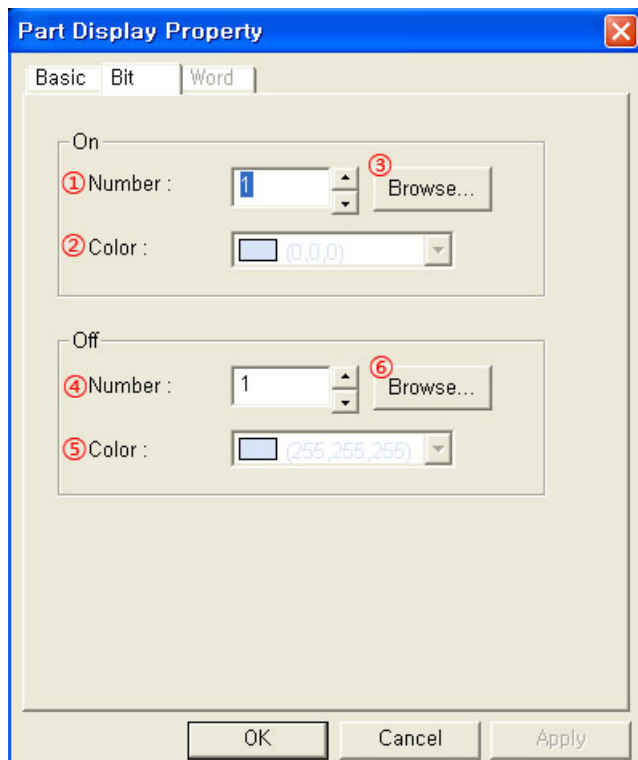 Part Display Property
Basic Bit Word
On
①Number : 1 ③ Browse...
②Color : (0,0,0)
Off
④Number : 1 ⑥ Browse...
⑤Color : (255,255,255)
OK Cancel Apply